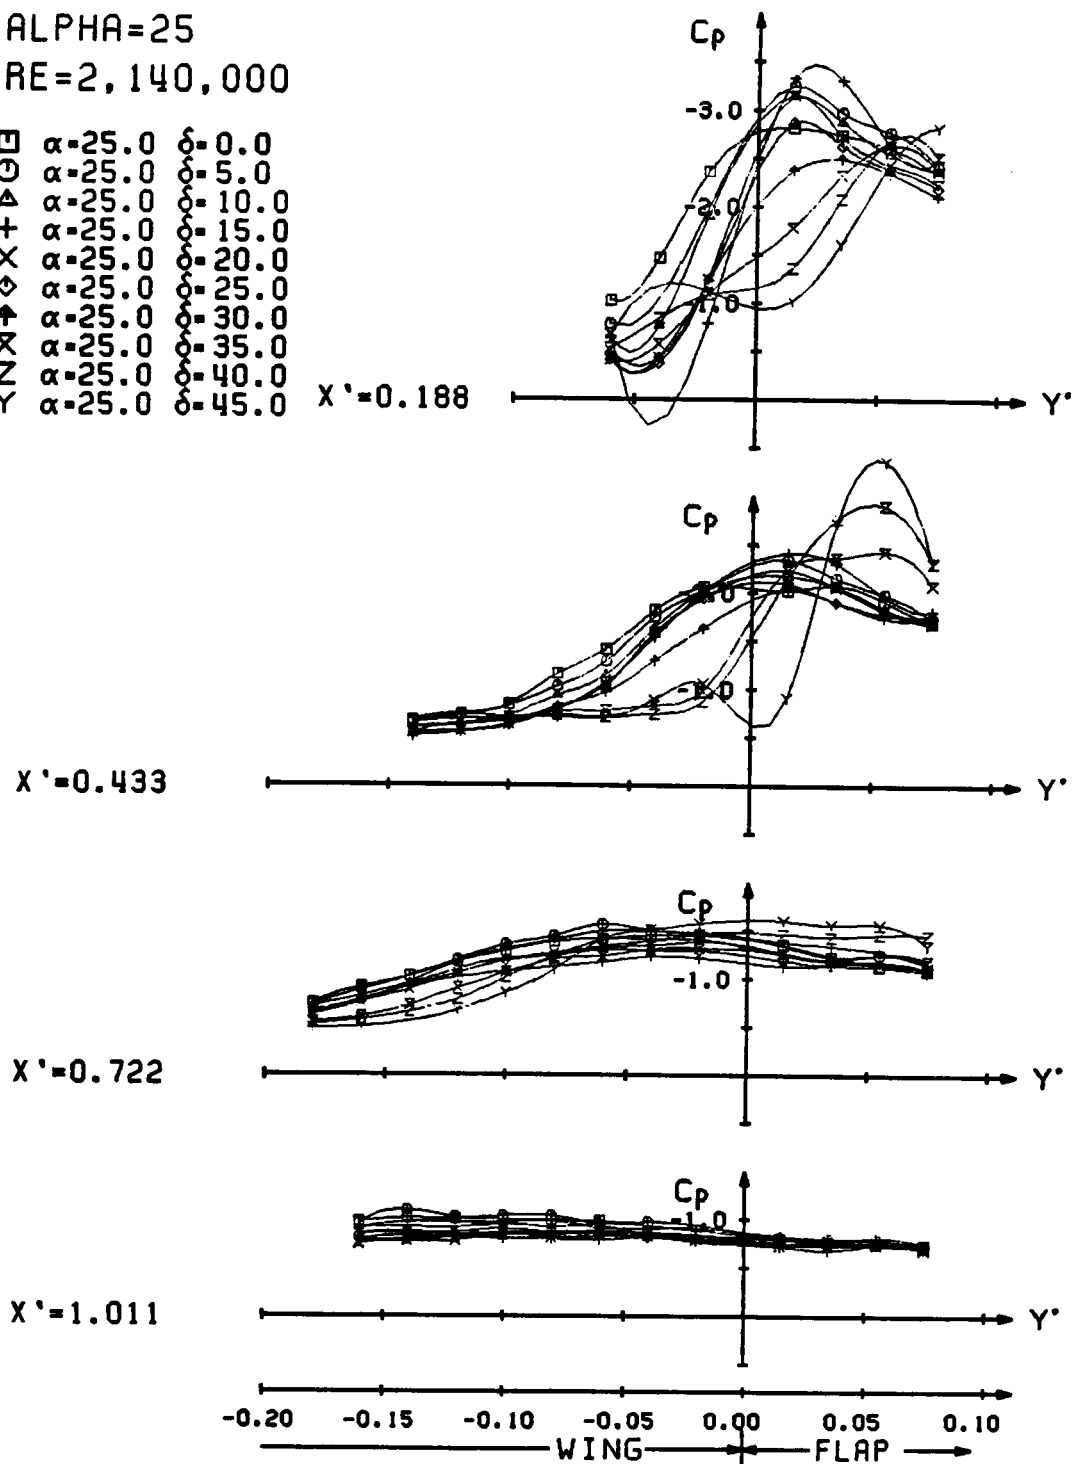 ALPHA=25
RE=2,140,000
α=25.0 δ=0.0
α=25.0 δ=5.0
α=25.0 δ=10.0
α=25.0 δ=15.0
α=25.0 δ=20.0
α=25.0 δ=25.0
α=25.0 δ=30.0
α=25.0 δ=35.0
α=25.0 δ=40.0
α=25.0 δ=45.0
Cp
-3.0
-2.0
-1.0
X'=0.188
Y'
Cp
-2.0
-1.0
X'=0.433
Y'
Cp
-1.0
X'=0.722
Y'
Cp
-1.0
X'=1.011
Y'
-0.20 -0.15 -0.10 -0.05 0.00 0.05 0.10
WING FLAP